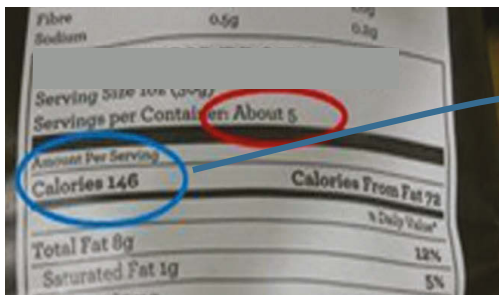 Fibre 0.5g
Sodium 0.2g
Serving Size 1oz (30g)
Servings per Container: About 5
Amount Per Serving
Calories 146 Calories From Fat 72
% Daily Value*
Total Fat 8g 12%
Saturated Fat 1g 5%